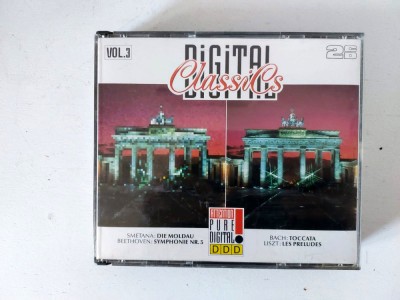 VOL.3
DiGiTAL
ClassiCs
DiGiTAL
SMETANA: DIE MOLDAU
BEETHOVEN: SYMPHONIE NR.5
PURE
DIGITAL
DDD
BACH: TOCCATA
LISZT: LES PRELUDES